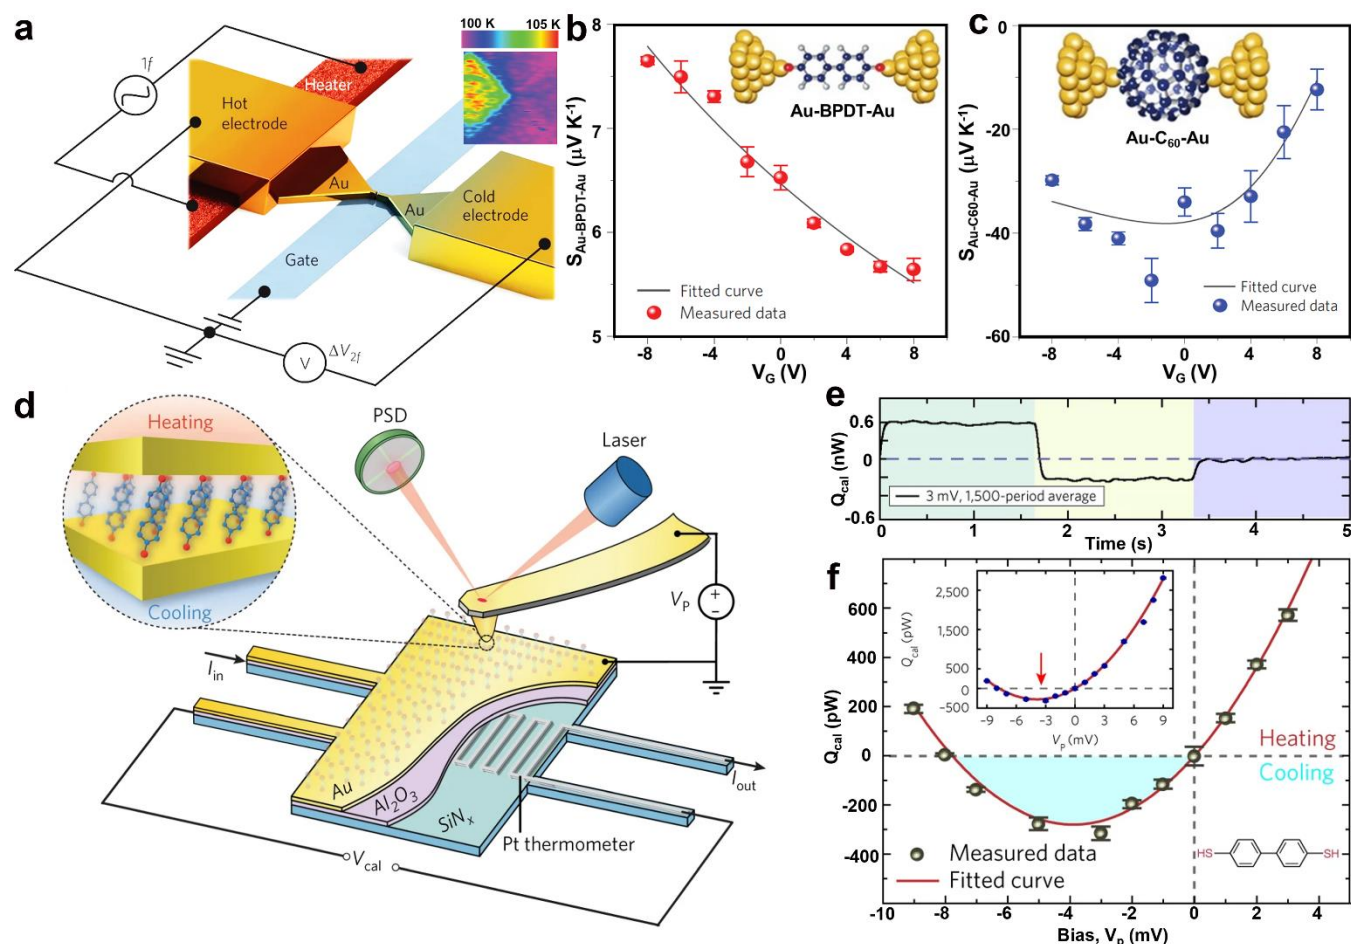 a
1f
Hot
electrode
Heater
100 K
105 K
Au
Au
Cold
electrode
Gate
V
ΔV2f
b
8
7
6
5
SAu-BPDT-Au (μV K-1)
Au-BPDT-Au
Fitted curve
Measured data
-8
-4
0
4
8
VG (V)
c
0
-20
-40
-60
SAu-C60-Au (μV K-1)
Au-C60-Au
Fitted curve
Measured data
-8
-4
0
4
8
VG (V)
d
Heating
Cooling
PSD
Laser
VP
+
−
Iin
Au
Al2O3
SiNx
Iout
Pt thermometer
Vcal
e
0.6
0
-0.6
Qcal (nW)
3 mV, 1,500-period average
0
1
2
3
4
5
Time (s)
f
600
400
200
0
-200
-400
Qcal (pW)
2,500
1,500
500
0
−500
Qcal (pW)
-9
-6
-3
0
3
6
9
VP (mV)
Heating
Cooling
HS
SH
Measured data
Fitted curve
-10
-8
-6
-4
-2
0
2
4
Bias, Vp (mV)